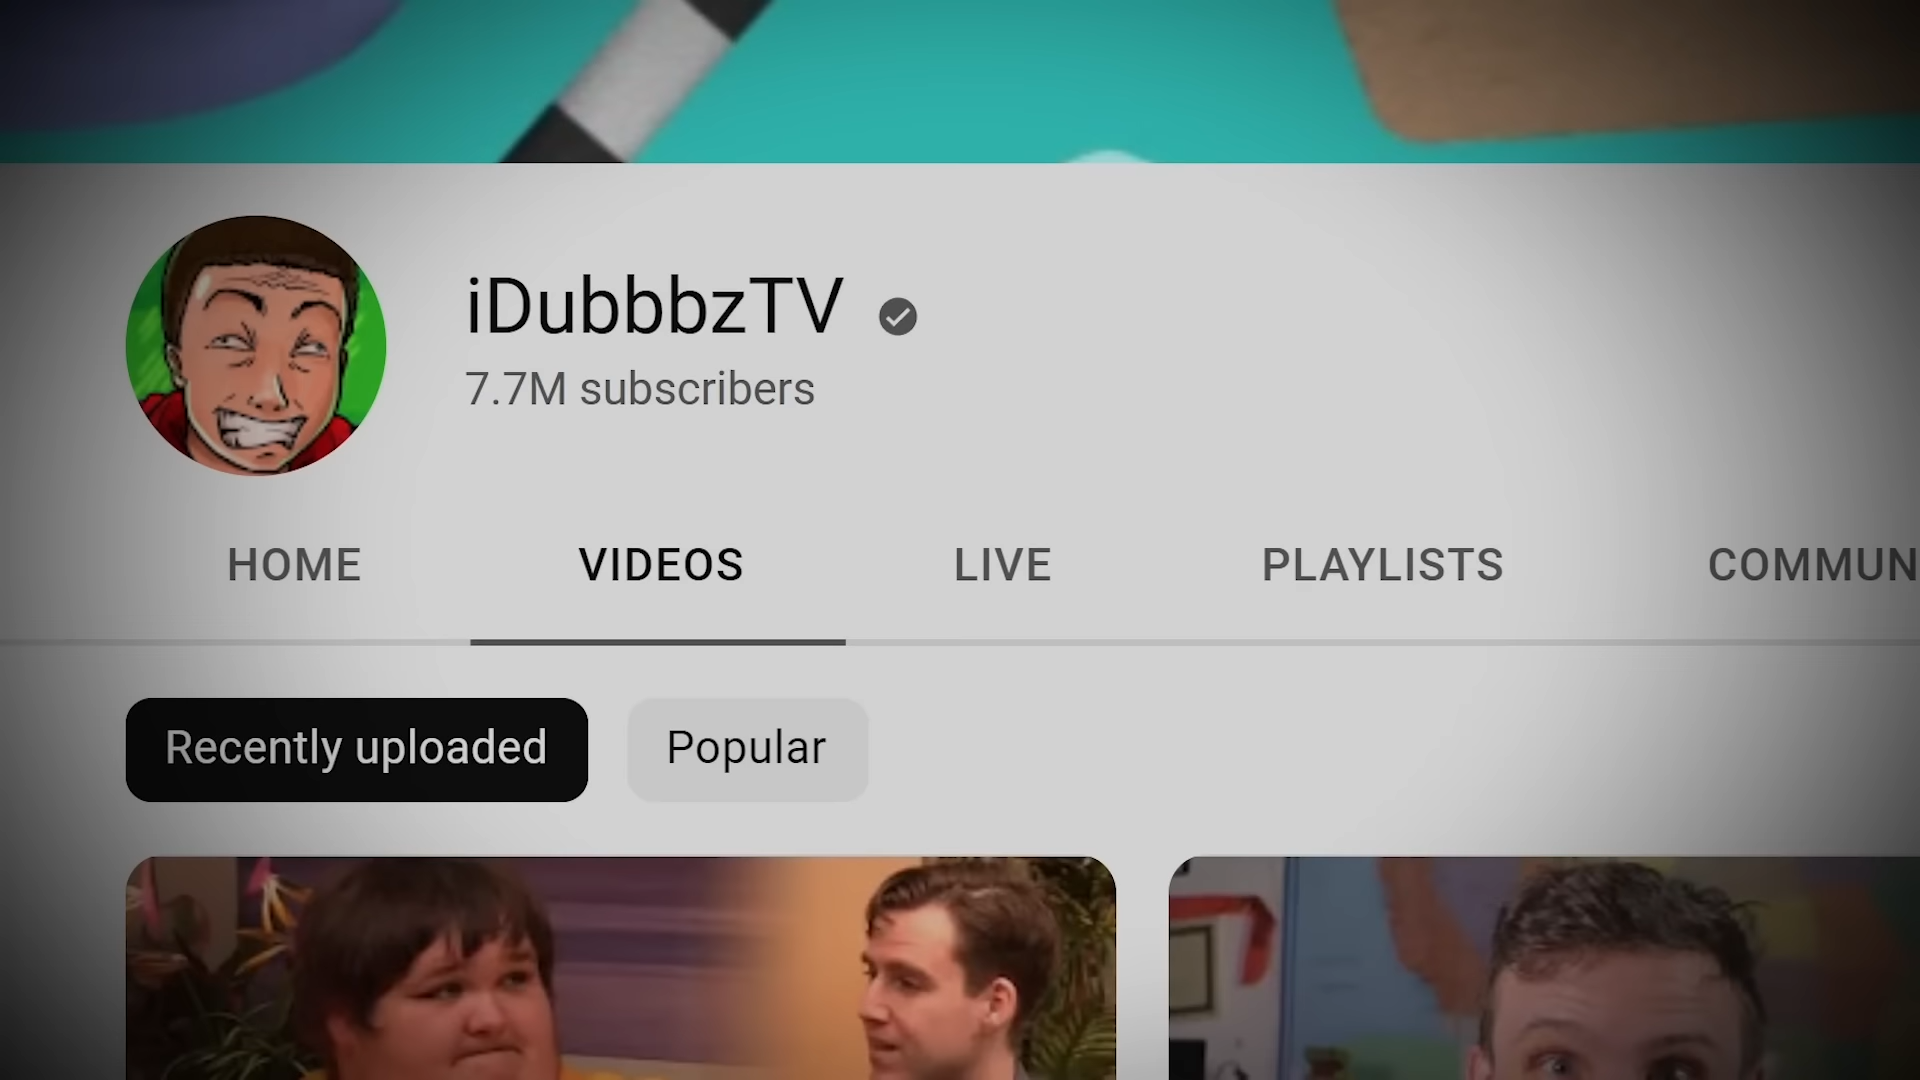 iDubbbzTV
7.7M subscribers
HOME VIDEOS LIVE PLAYLISTS COMMUN
Recently uploaded Popular